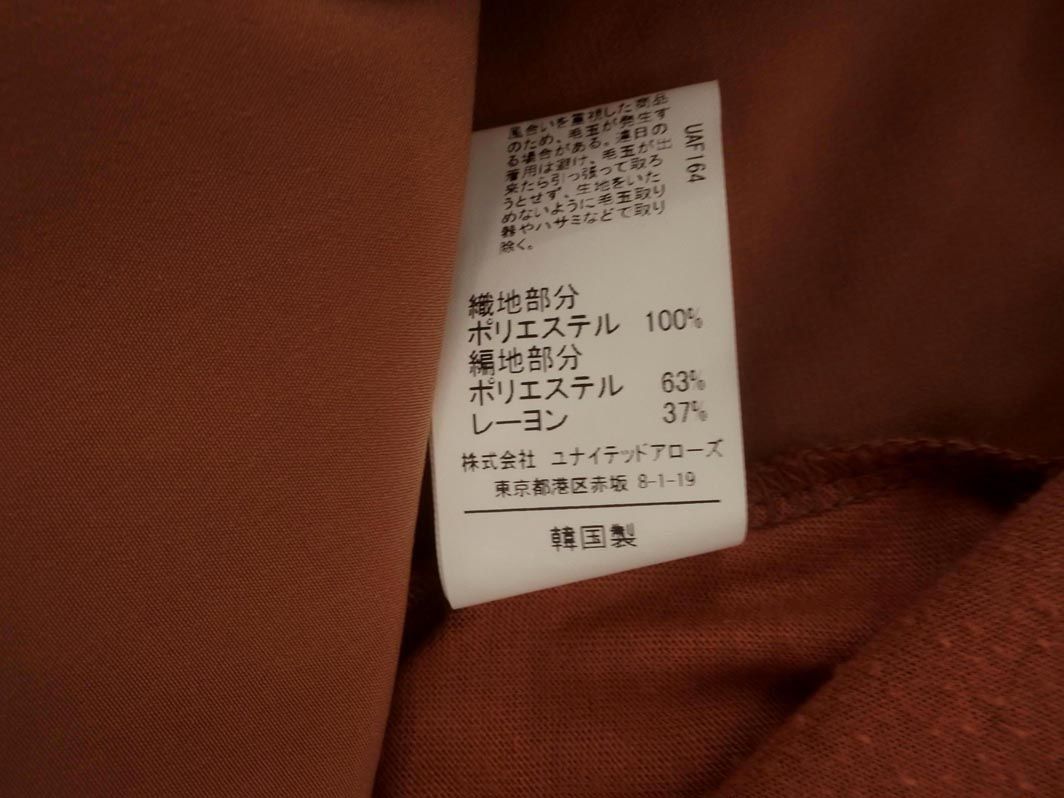 風合いを重視した商品
のため、毛玉が発生す
る場合がある。連日の
着用は避け、毛玉が出
来たら引っ張って取ろ
うとせず、生地をいた
めないように毛玉取り
器やハサミなどで取り
除く。
UAF164
織地部分
ポリエステル 100%
編地部分
ポリエステル 63%
レーヨン 37%
株式会社 ユナイテッドアローズ
東京都港区赤坂 8-1-19
韓国製